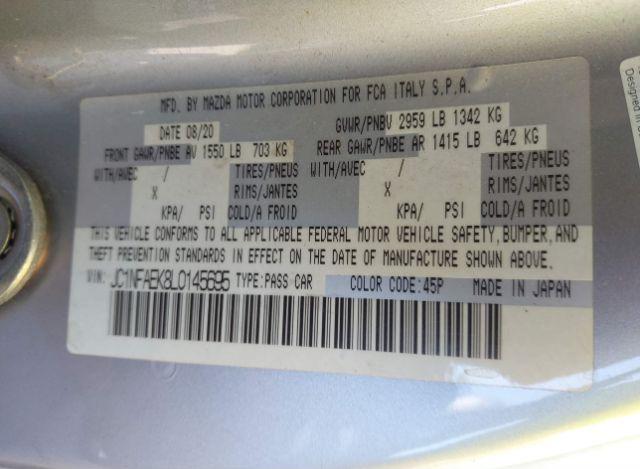 MFD. BY MAZDA MOTOR CORPORATION FOR FCA ITALY S.P.A.
DATE 08/20 GVWR/PNBV 2959 LB 1342 KG
FRONT GAWR/PNBE AV 1550 LB 703 KG REAR GAWR/PNBE AR 1415 LB 642 KG
WITH/AVEC / TIRES/PNEUS WITH/AVEC / TIRES/PNEUS
X RIMS/JANTES X RIMS/JANTES
KPA/ PSI COLD/A FROID KPA/ PSI COLD/A FROID
THIS VEHICLE CONFORMS TO ALL APPLICABLE FEDERAL MOTOR VEHICLE SAFETY, BUMPER, AND
THEFT PREVENTION STANDARDS IN EFFECT ON THE DATE OF MANUFACTURE SHOWN ABOVE.
VIN: JC1NFAEK8L0145695 TYPE:PASS CAR COLOR CODE:45P MADE IN JAPAN
Designed